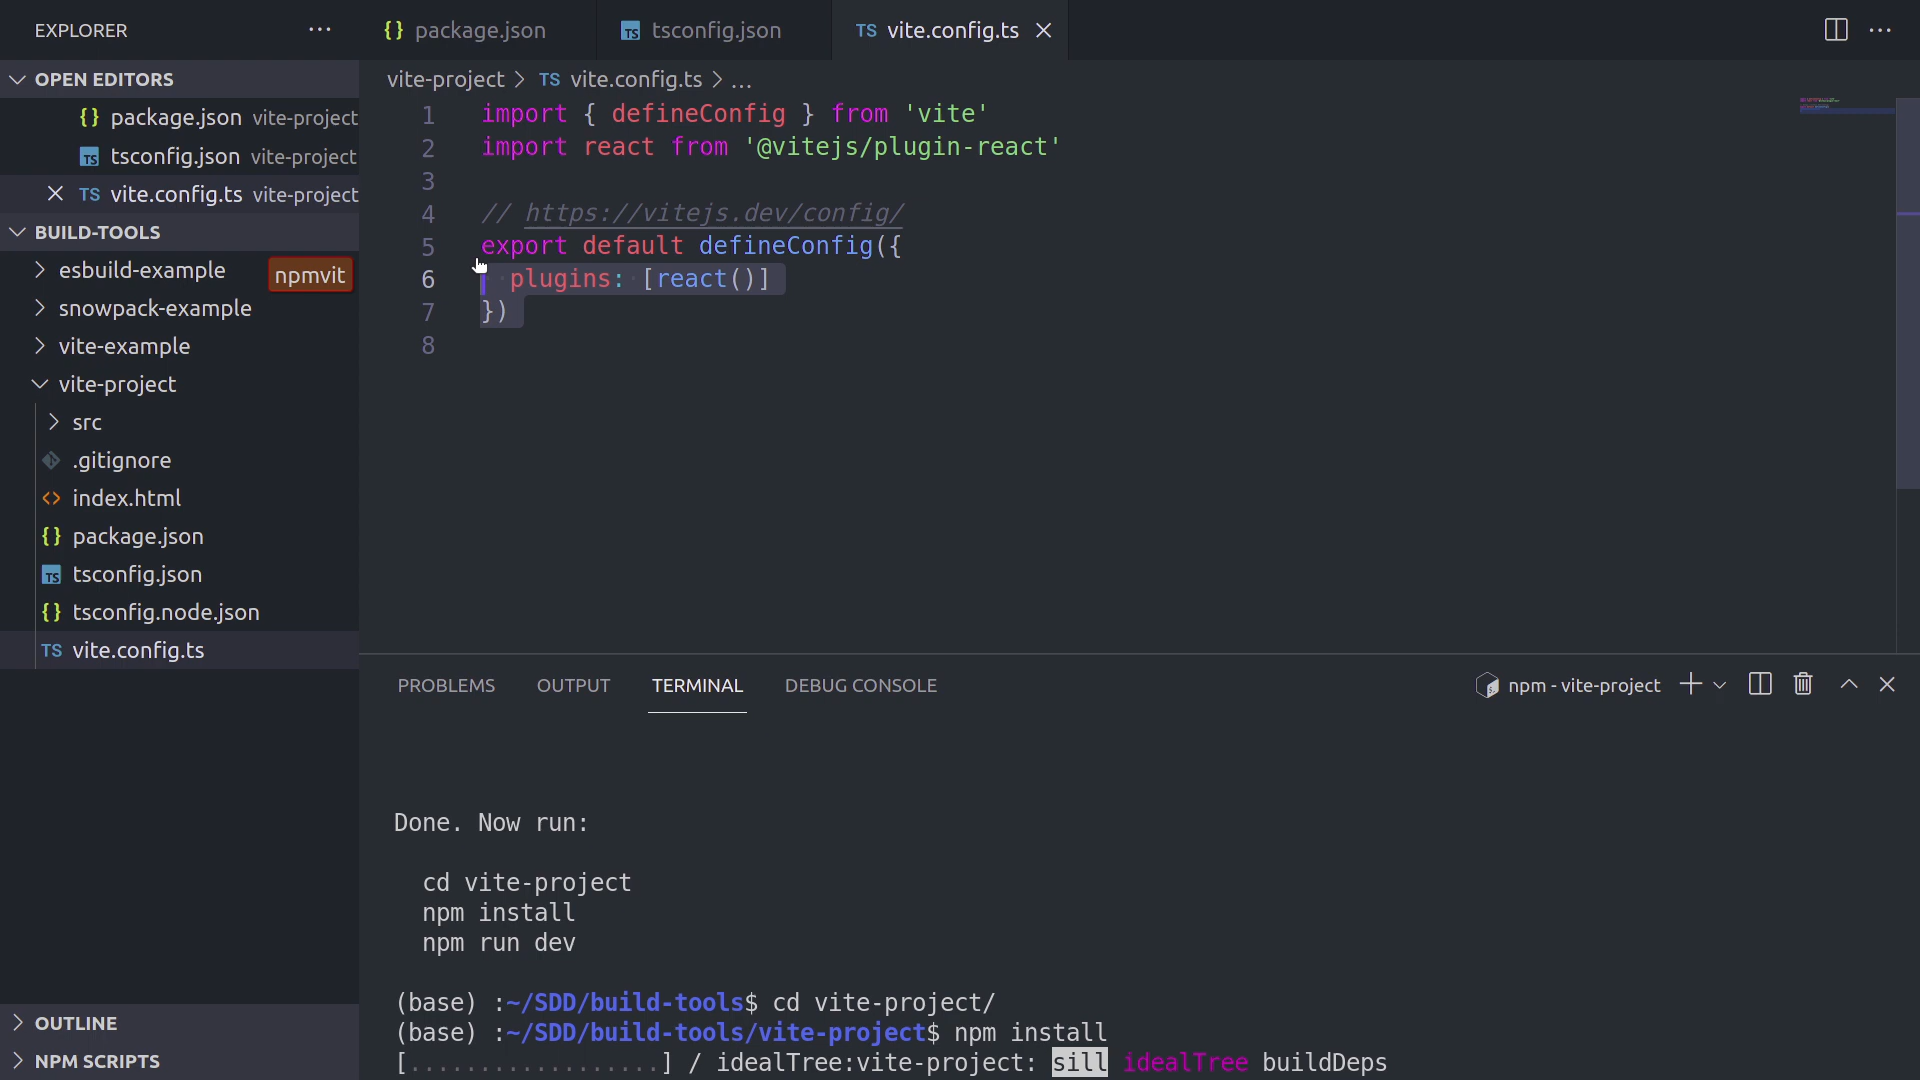 EXPLORER
OPEN EDITORS
package.json vite-project
tsconfig.json vite-project
vite.config.ts vite-project
BUILD-TOOLS
esbuild-example
npmvit
snowpack-example
vite-example
vite-project
src
.gitignore
index.html
package.json
tsconfig.json
tsconfig.node.json
vite.config.ts
OUTLINE
NPM SCRIPTS
{} package.json TS tsconfig.json TS vite.config.ts
vite-project > TS vite.config.ts > ...
1 import { defineConfig } from 'vite'
2 import react from '@vitejs/plugin-react'
3
4 // https://vitejs.dev/config/
5 export default defineConfig({
6 plugins: [react()]
7 })
8
PROBLEMS OUTPUT TERMINAL DEBUG CONSOLE npm - vite-project
Done. Now run:
cd vite-project
npm install
npm run dev
(base) :~/SDD/build-tools$ cd vite-project/
(base) :~/SDD/build-tools/vite-project$ npm install
[..................] / idealTree:vite-project: sill idealTree buildDeps